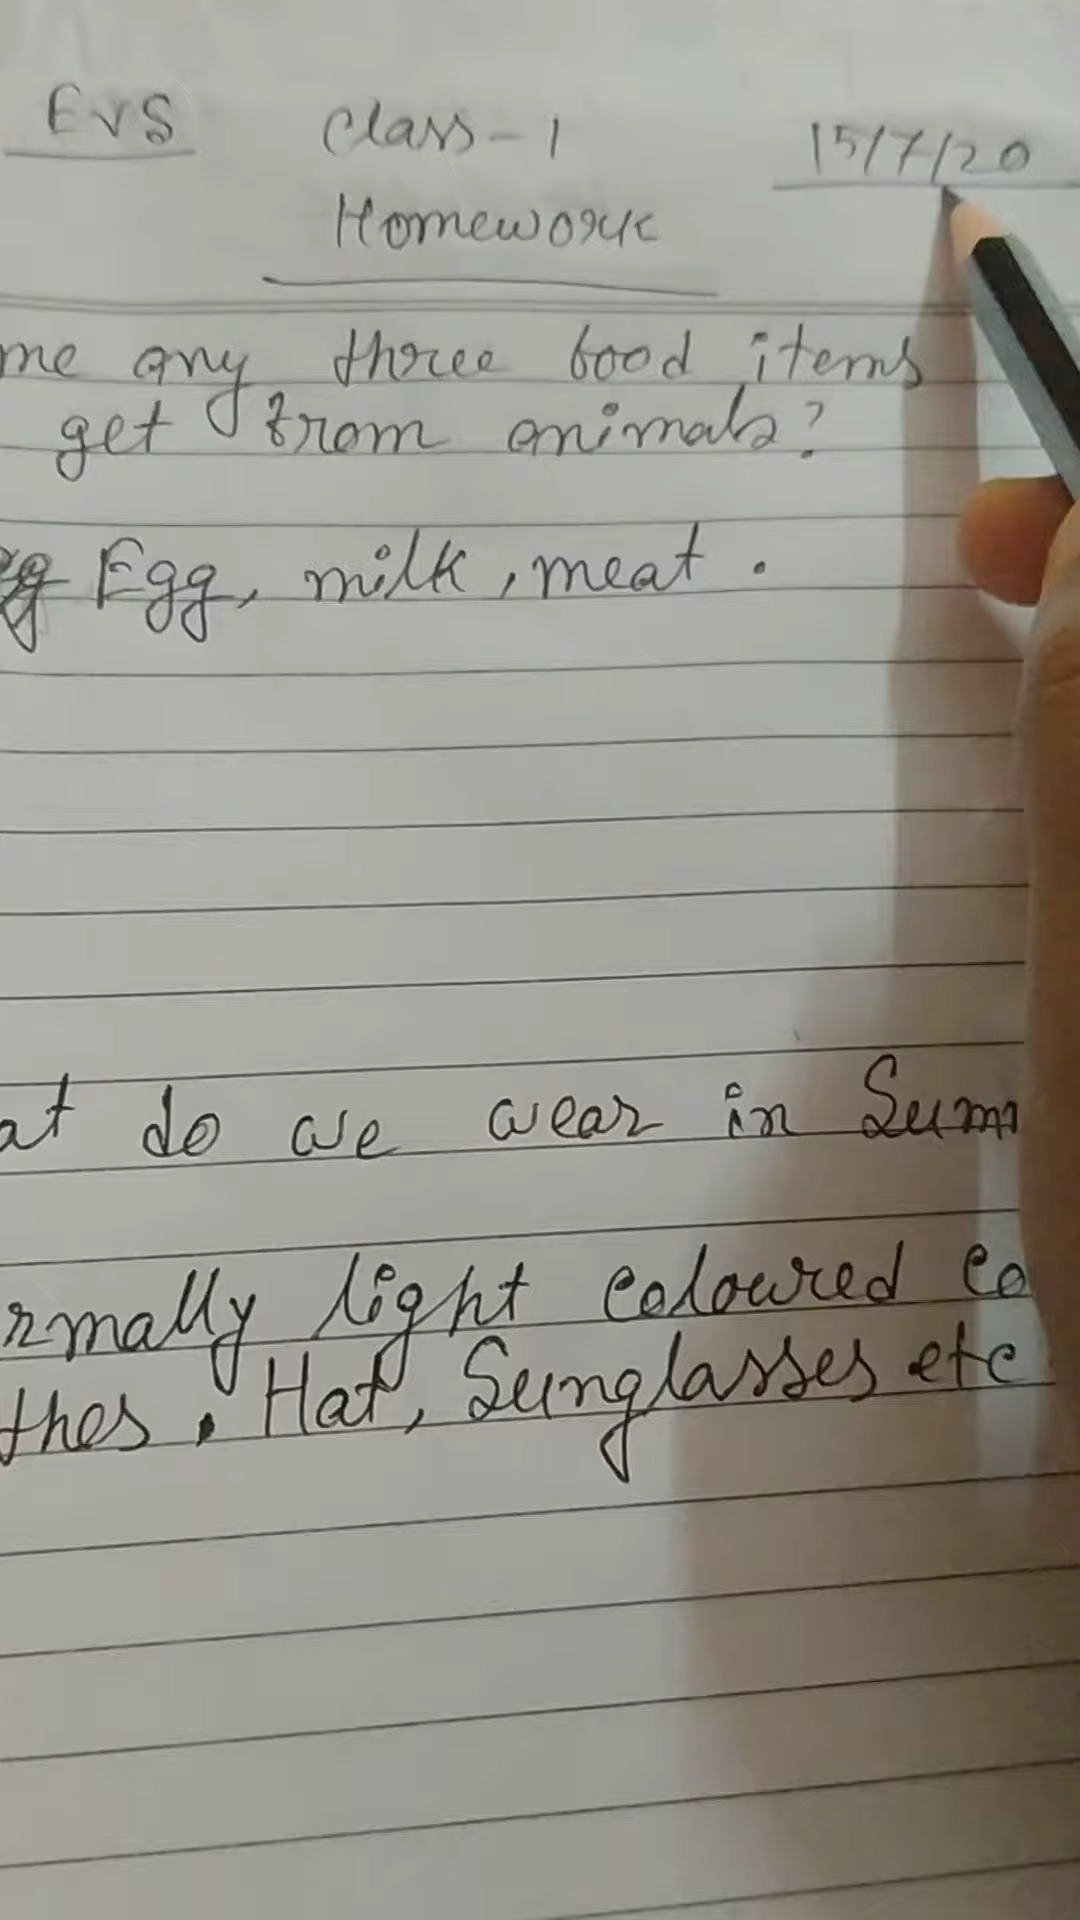 EVS Class-1 15/7/20
Homework
me any three food items
get from animals?
Egg, milk, meat.
at do we wear in Summ
rmally light coloured co
thes. Hat, Sunglasses etc